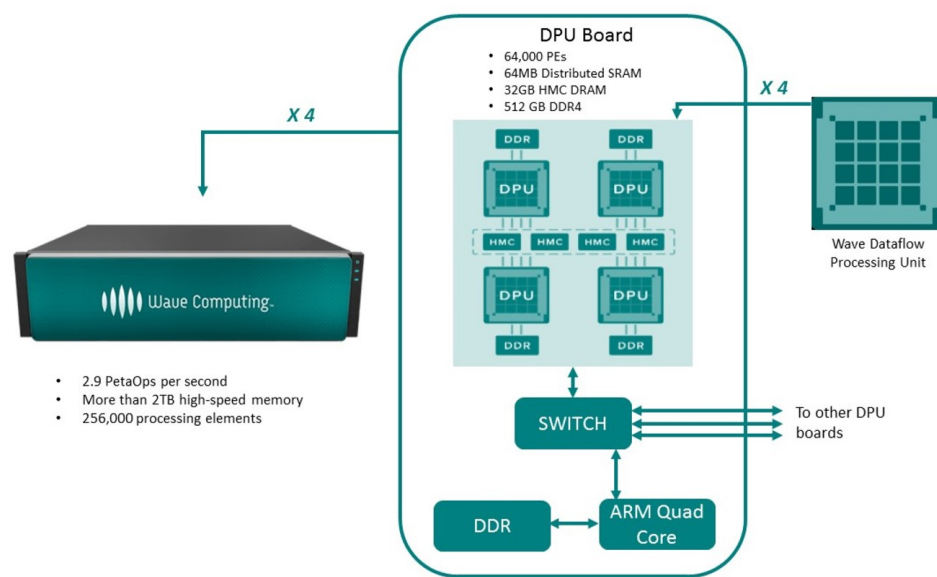 DPU Board
• 64,000 PEs
• 64MB Distributed SRAM
• 32GB HMC DRAM
• 512 GB DDR4
X 4
X 4
DDR
DDR
DPU
DPU
HMC
HMC
HMC
HMC
DPU
DPU
DDR
DDR
Wave Dataflow
Processing Unit
Wave Computing™
• 2.9 PetaOps per second
• More than 2TB high-speed memory
• 256,000 processing elements
SWITCH
To other DPU
boards
DDR
ARM Quad
Core